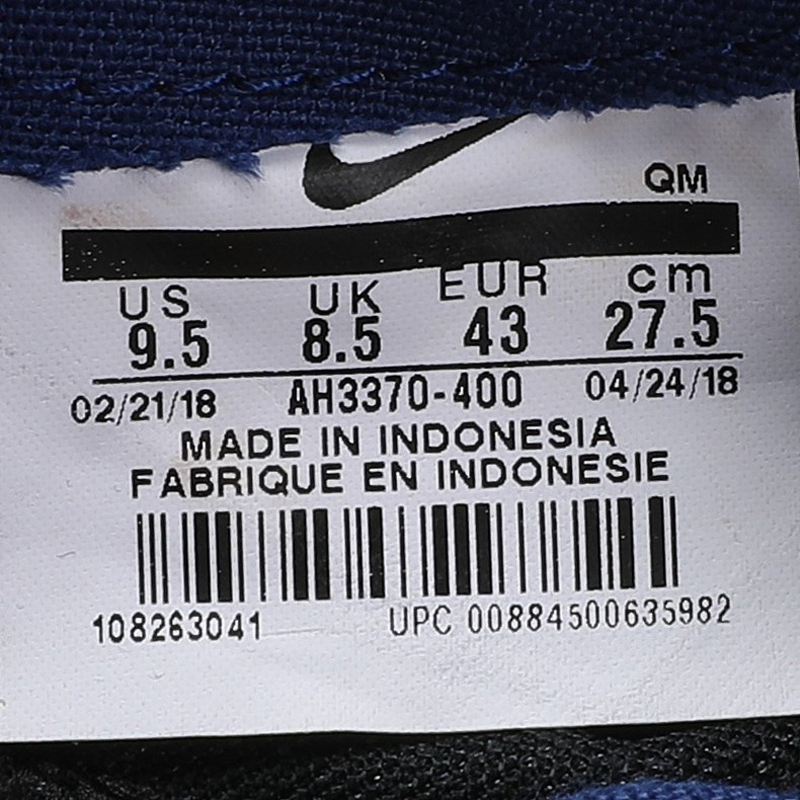 QM
US UK EUR cm
9.5 8.5 43 27.5
02/21/18 AH3370-400 04/24/18
MADE IN INDONESIA
FABRIQUE EN INDONESIE
108263041 UPC 00884500635982